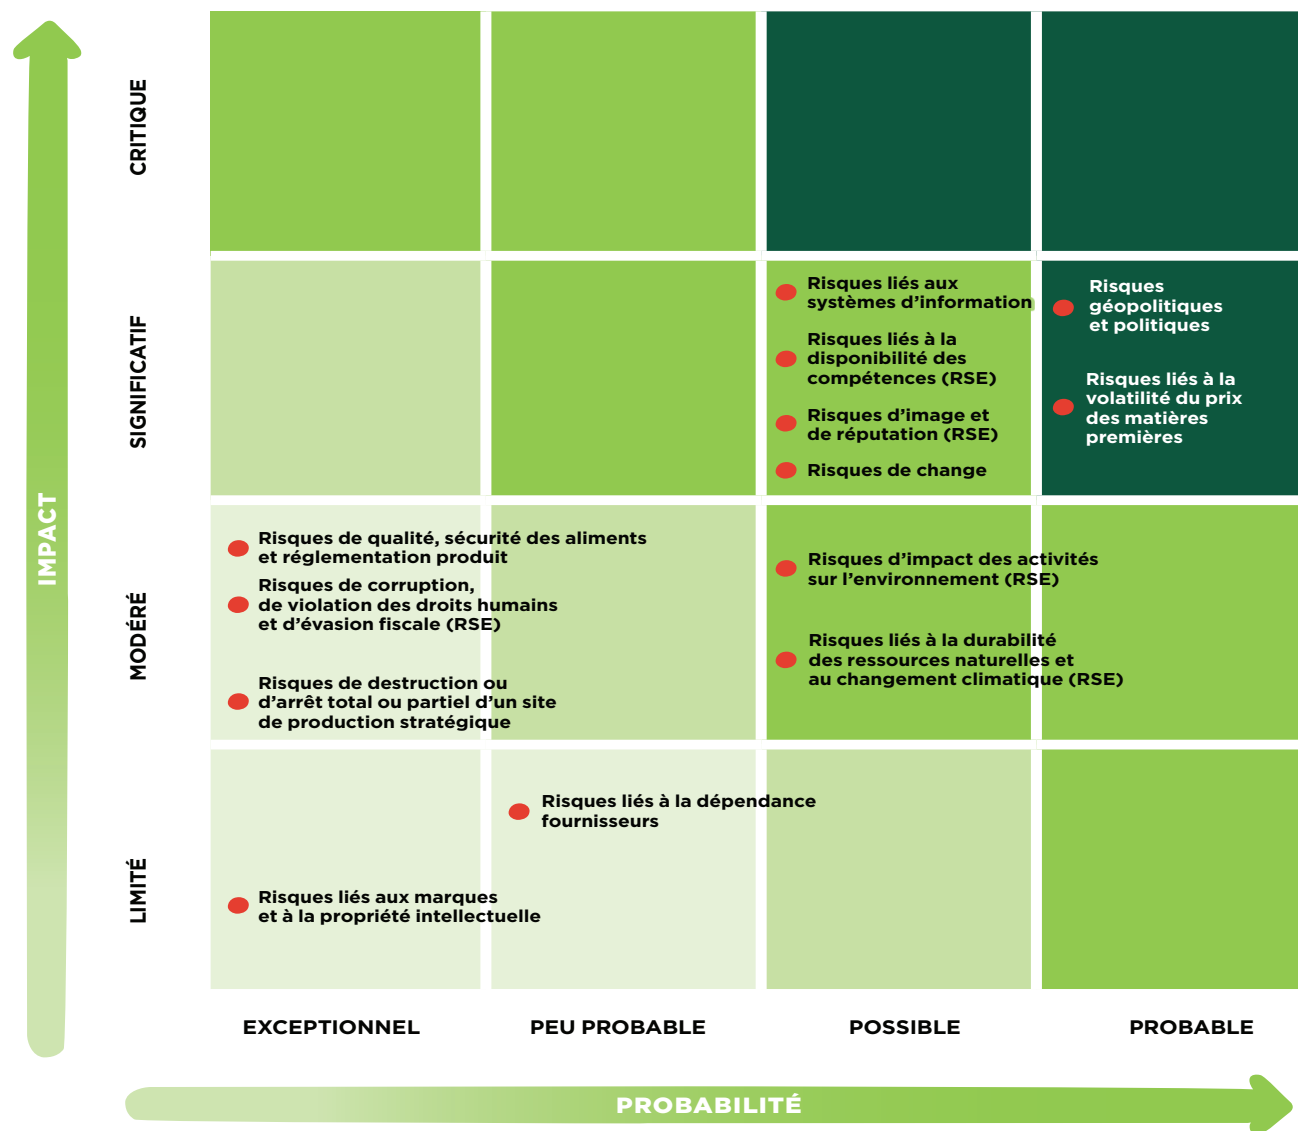 CRITIQUE
SIGNIFICATIF
MODÉRÉ
LIMITÉ
IMPACT
Risques liés aux
systèmes d’information
Risques liés à la
disponibilité des
compétences (RSE)
Risques d’image et
de réputation (RSE)
Risques de change
Risques
géopolitiques
et politiques
Risques liés à la
volatilité du prix
des matières
premières
Risques de qualité, sécurité des aliments
et réglementation produit
Risques de corruption,
de violation des droits humains
et d’évasion fiscale (RSE)
Risques de destruction ou
d’arrêt total ou partiel d’un site
de production stratégique
Risques d’impact des activités
sur l’environnement (RSE)
Risques liés à la durabilité
des ressources naturelles et
au changement climatique (RSE)
Risques liés à la dépendance
fournisseurs
Risques liés aux marques
et à la propriété intellectuelle
EXCEPTIONNEL
PEU PROBABLE
POSSIBLE
PROBABLE
PROBABILITÉ